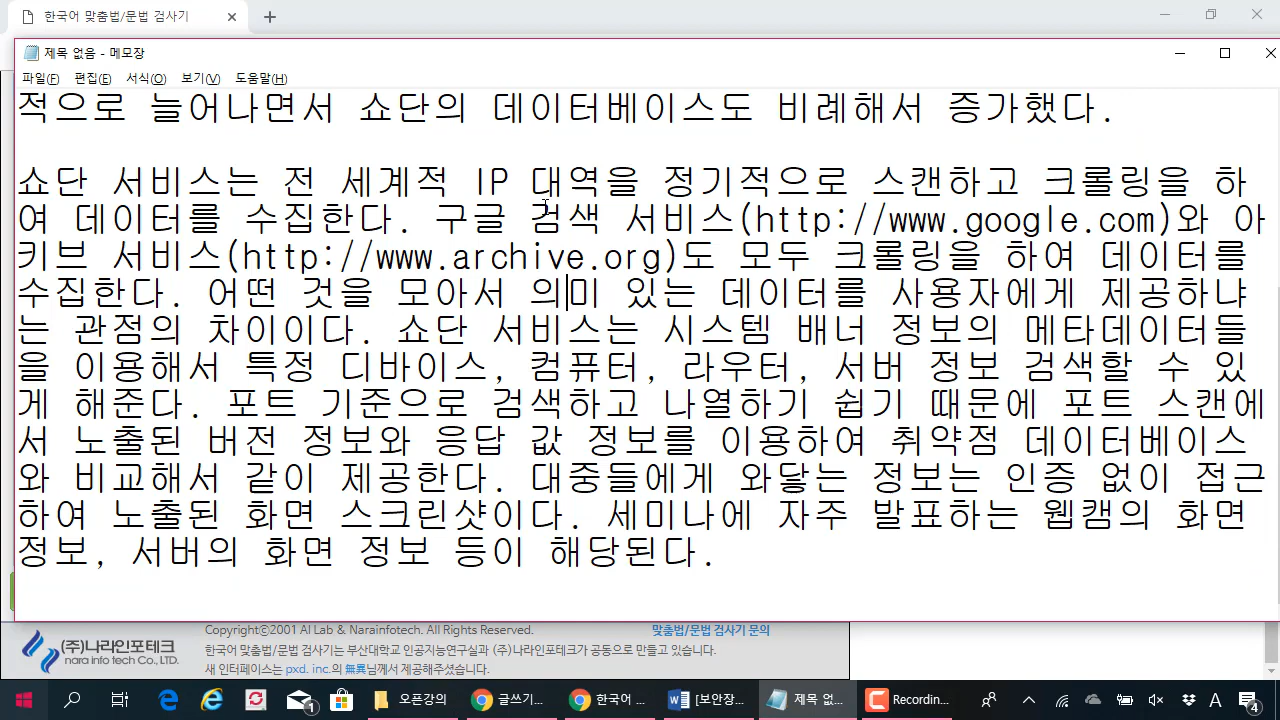 한국어 맞춤법/문법 검사기
제목 없음 - 메모장
파일(F) 편집(E) 서식(O) 보기(V) 도움말(H)
적으로 늘어나면서 쇼단의 데이터베이스도 비례해서 증가했다.
쇼단 서비스는 전 세계적 IP 대역을 정기적으로 스캔하고 크롤링을 하
여 데이터를 수집한다. 구글 검색 서비스(http://www.google.com)와 아
키브 서비스(http://www.archive.org)도 모두 크롤링을 하여 데이터를
수집한다. 어떤 것을 모아서 의미 있는 데이터를 사용자에게 제공하냐
는 관점의 차이이다. 쇼단 서비스는 시스템 배너 정보의 메타데이터들
을 이용해서 특정 디바이스, 컴퓨터, 라우터, 서버 정보 검색할 수 있
게 해준다. 포트 기준으로 검색하고 나열하기 쉽기 때문에 포트 스캔에
서 노출된 버전 정보와 응답 값 정보를 이용하여 취약점 데이터베이스
와 비교해서 같이 제공한다. 대중들에게 와닿는 정보는 인증 없이 접근
하여 노출된 화면 스크린샷이다. 세미나에 자주 발표하는 웹캠의 화면
정보, 서버의 화면 정보 등이 해당된다.
(주)나라인포테크
nara info tech Co., LTD.
Copyrightⓒ2001 AI Lab & Narainfotech. All Rights Reserved.
맞춤법/문법 검사기 문의
한국어 맞춤법/문법 검사기는 부산대학교 인공지능연구실과 (주)나라인포테크가 공동으로 만들고 있습니다.
새 인터페이스는 pxd. inc.의 無異님께서 제공해주셨습니다.
1 오픈강의 글쓰기... 한국어 ... [보안장... 제목 없... Recordin... A 4